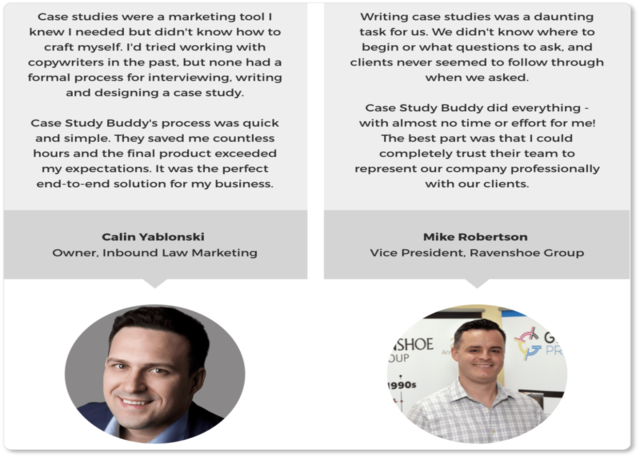 Case studies were a marketing tool I
knew I needed but didn't know how to
craft myself. I'd tried working with
copywriters in the past, but none had a
formal process for interviewing, writing
and designing a case study.
Case Study Buddy's process was quick
and simple. They saved me countless
hours and the final product exceeded
my expectations. It was the perfect
end-to-end solution for my business.
Calin Yablonski
Owner, Inbound Law Marketing
Writing case studies was a daunting
task for us. We didn't know where to
begin or what questions to ask, and
clients never seemed to follow through
when we asked.
Case Study Buddy did everything -
with almost no time or effort for me!
The best part was that I could
completely trust their team to
represent our company professionally
with our clients.
Mike Robertson
Vice President, Ravenshoe Group
NSHOE
OUP
1990s
G
PR